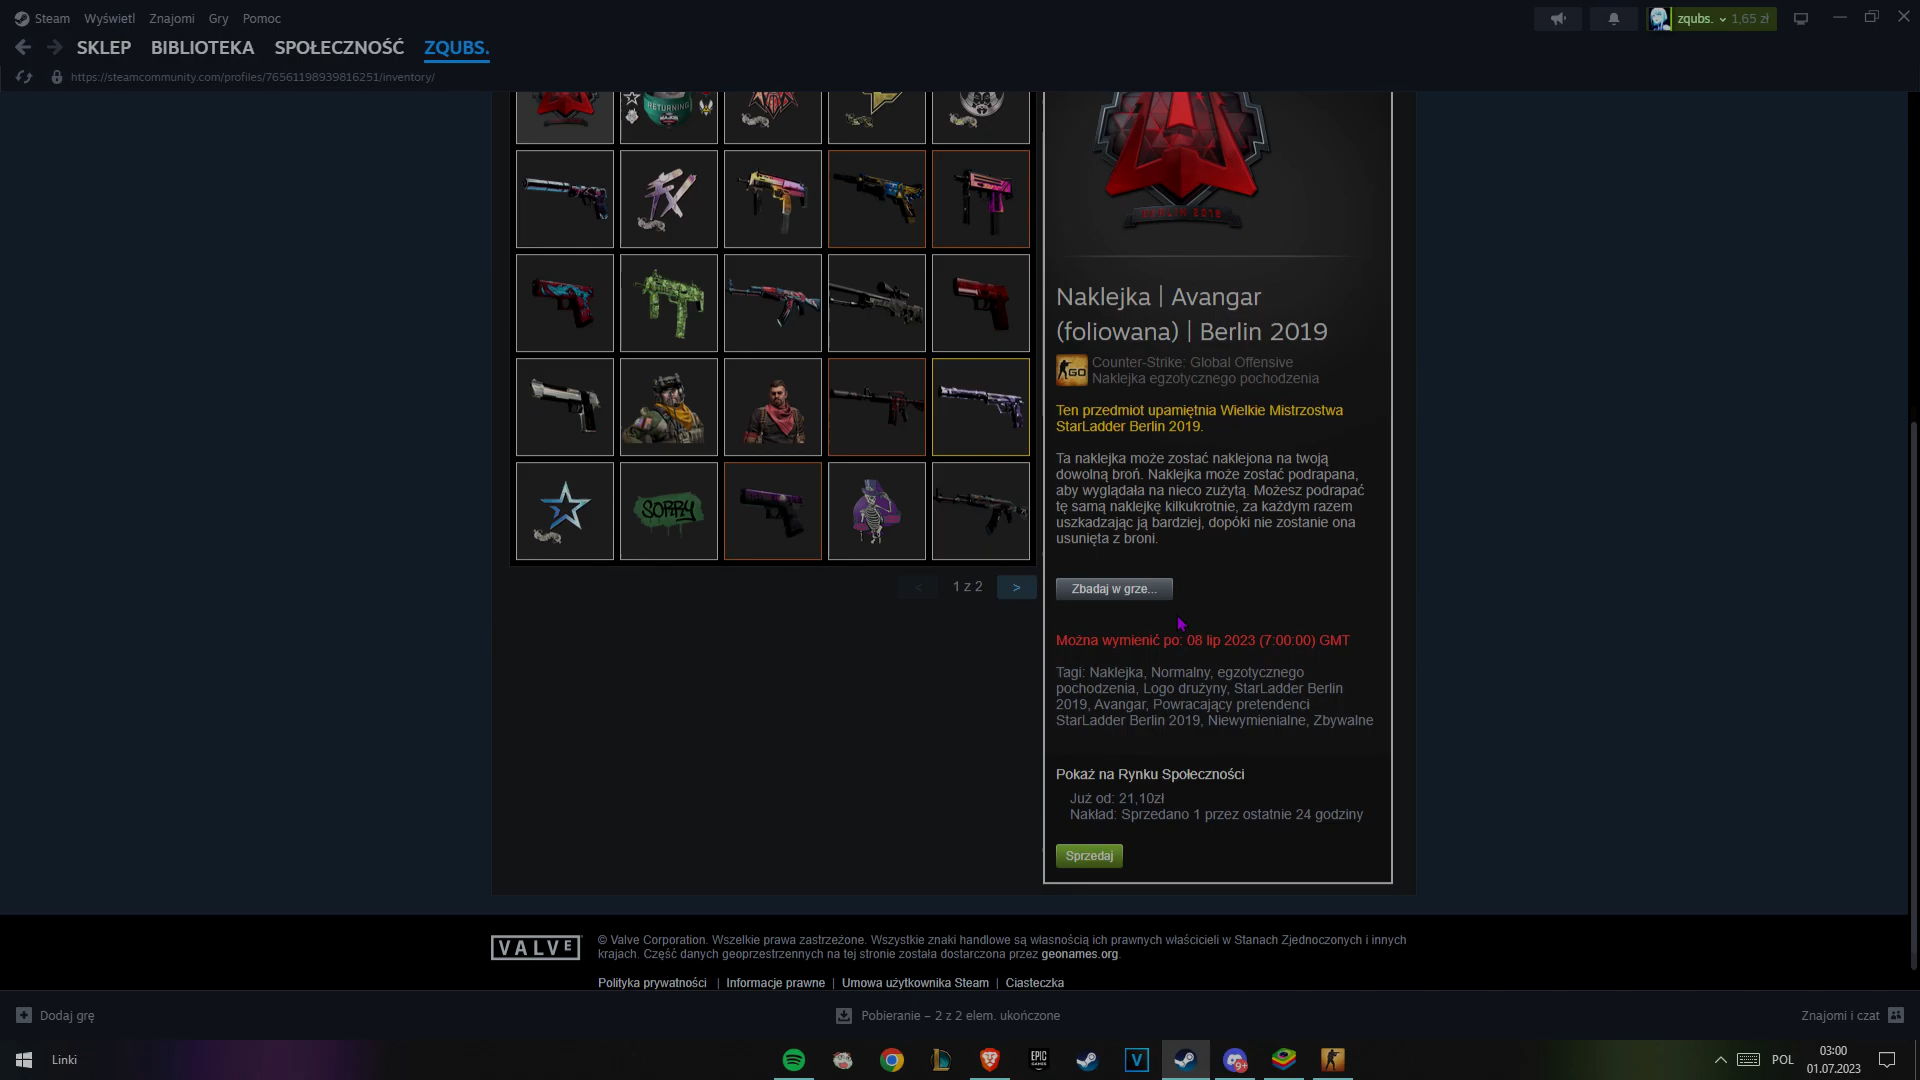 Steam Wyświetl Znajomi Gry Pomoc
zqubs. 1,65 zł
SKLEP BIBLIOTEKA SPOŁECZNOŚĆ ZQUBS.
https://steamcommunity.com/profiles/76561198939816251/inventory/
RETURNING
BERLIN 2019
SORRY
1 z 2 >
Naklejka | Avangar
(foliowana) | Berlin 2019
GO
Counter-Strike: Global Offensive
Naklejka egzotycznego pochodzenia
Ten przedmiot upamiętnia Wielkie Mistrzostwa
StarLadder Berlin 2019.
Ta naklejka może zostać naklejona na twoją
dowolną broń. Naklejka może zostać podrapana,
aby wyglądała na nieco zużytą. Możesz podrapać
tę samą naklejkę kilkukrotnie, za każdym razem
uszkadzając ją bardziej, dopóki nie zostanie ona
usunięta z broni.
Zbadaj w grze...
Można wymienić po: 08 lip 2023 (7:00:00) GMT
Tagi: Naklejka, Normalny, egzotycznego
pochodzenia, Logo drużyny, StarLadder Berlin
2019, Avangar, Powracający pretendenci
StarLadder Berlin 2019, Niewymienialne, Zbywalne
Pokaż na Rynku Społeczności
Już od: 21,10zł
Nakład: Sprzedano 1 przez ostatnie 24 godziny
Sprzedaj
VALVE
© Valve Corporation. Wszelkie prawa zastrzeżone. Wszystkie znaki handlowe są własnością ich prawnych właścicieli w Stanach Zjednoczonych i innych
krajach. Część danych geoprzestrzennych na tej stronie została dostarczona przez geonames.org.
Polityka prywatności | Informacje prawne | Umowa użytkownika Steam | Ciasteczka
Dodaj grę
Pobieranie – 2 z 2 elem. ukończone
Znajomi i czat
Linki
EPIC
GAMES
V
9+
POL
03:00
01.07.2023